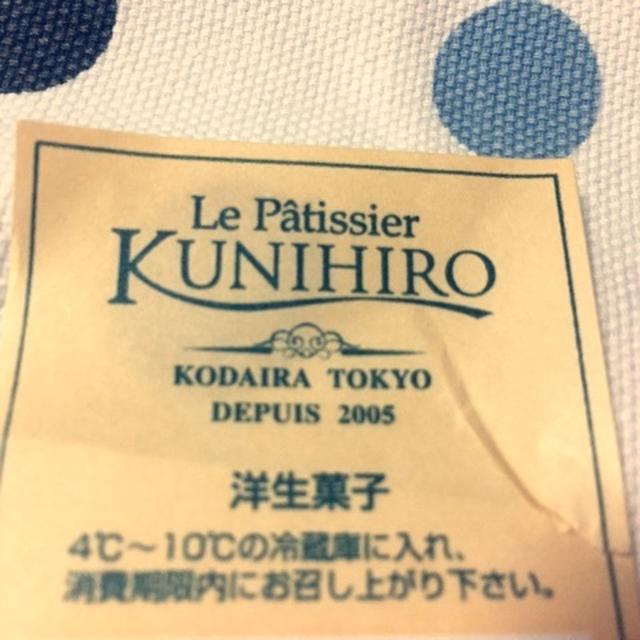 Le Pâtissier
KUNIHIRO
KODAIRA TOKYO
DEPUIS 2005
洋生菓子
4℃～10℃の冷蔵庫に入れ、
消費期限内にお召し上がり下さい。